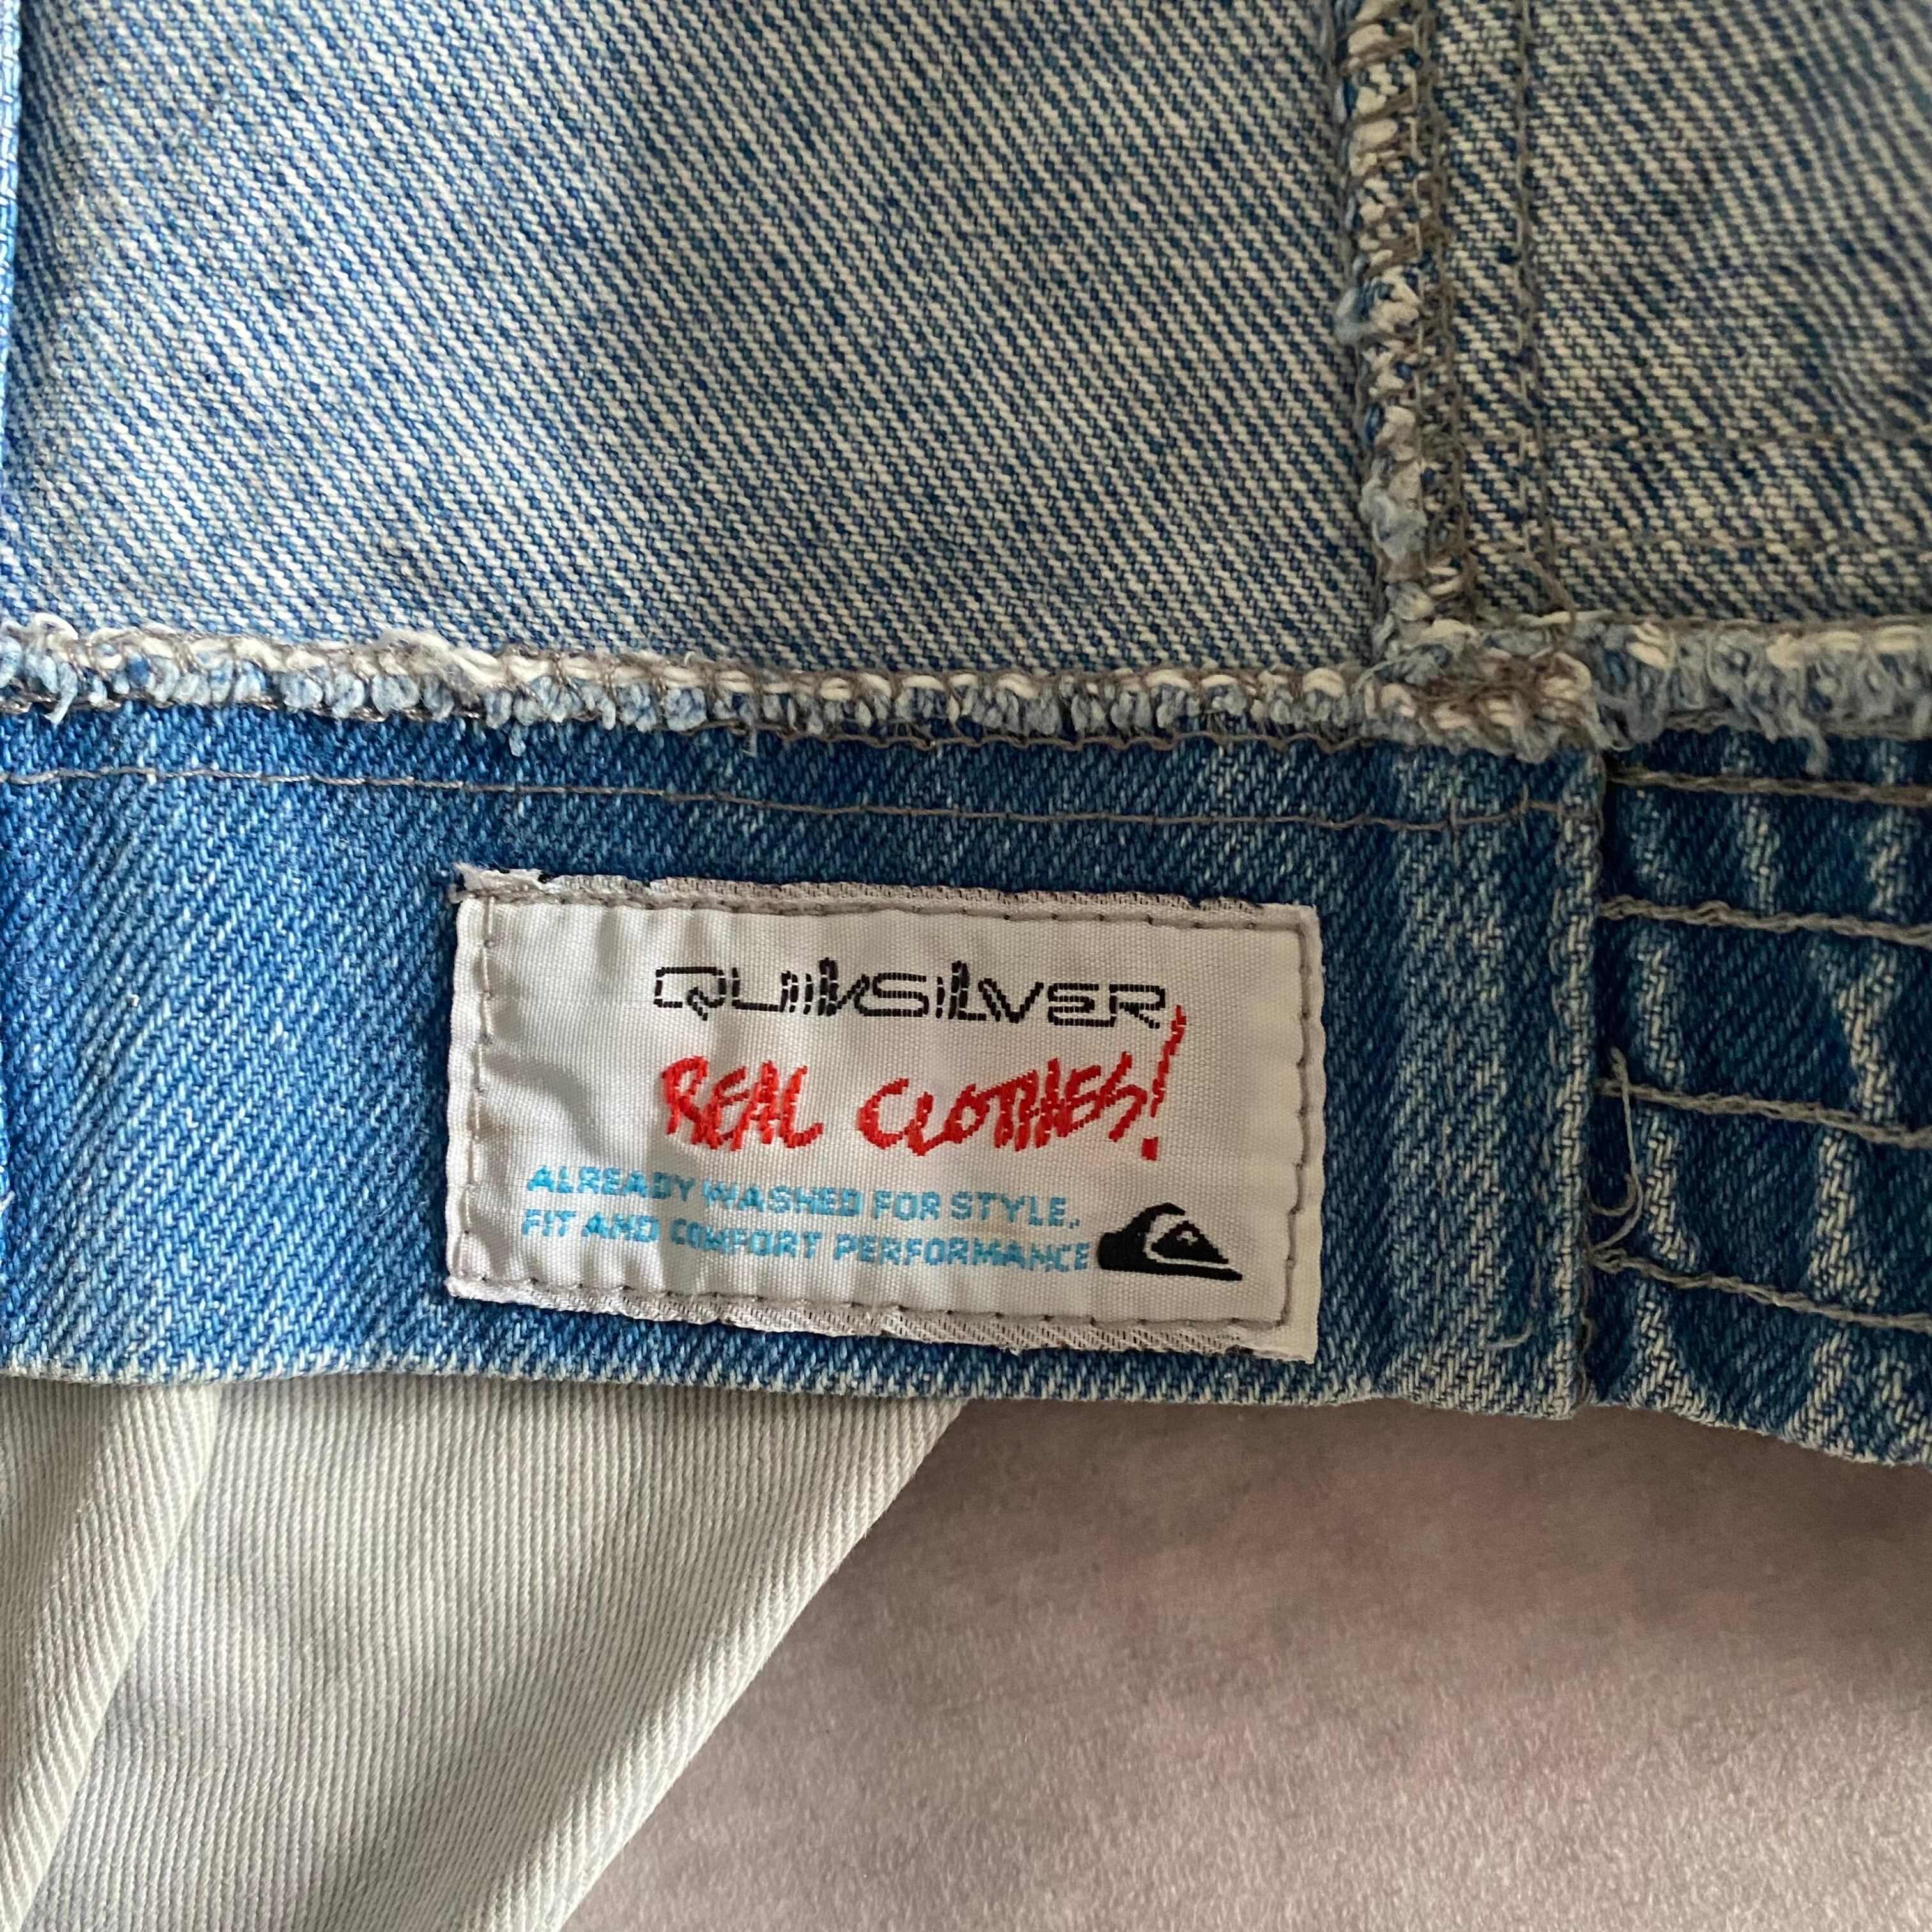 QUIKSILVER
REAL CLOTHES!
ALREADY WASHED FOR STYLE,
FIT AND COMFORT PERFORMANCE